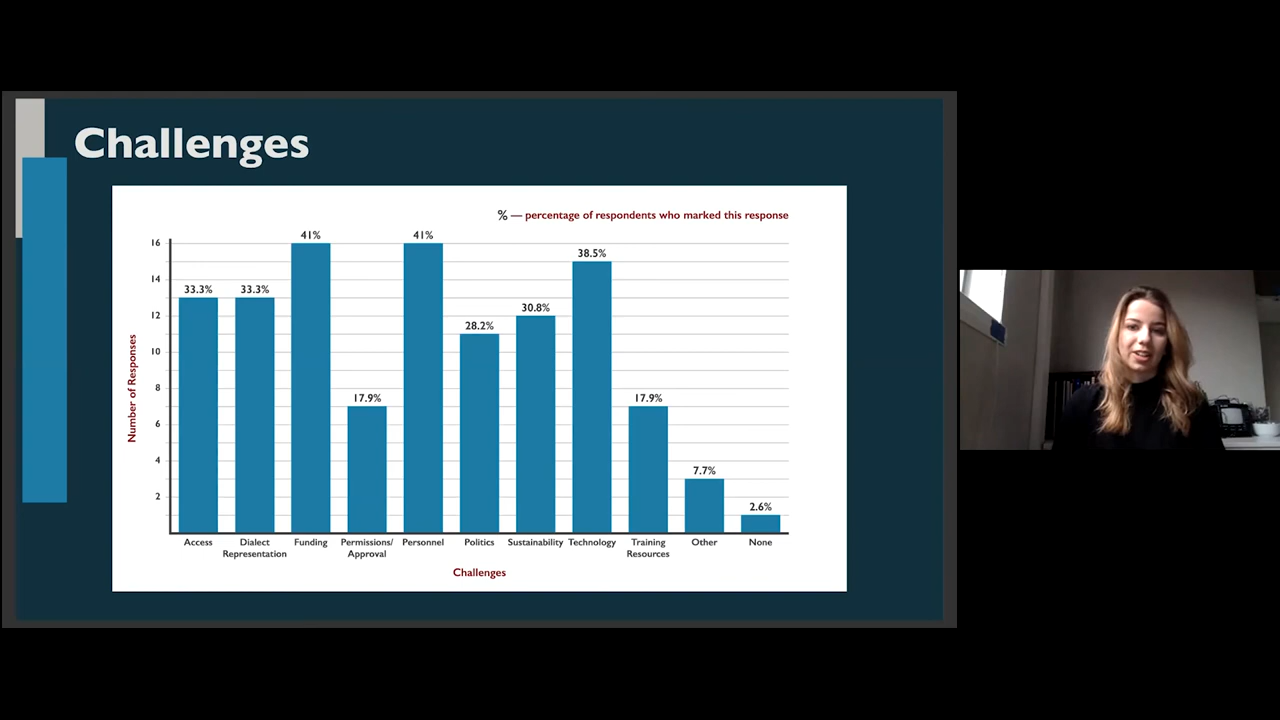 Challenges
% — percentage of respondents who marked this response
Number of Responses
16
14
12
10
8
6
4
2
33.3%
33.3%
41%
17.9%
41%
28.2%
30.8%
38.5%
17.9%
7.7%
2.6%
Access
Dialect
Representation
Funding
Permissions/
Approval
Personnel
Politics
Sustainability
Technology
Training
Resources
Other
None
Challenges